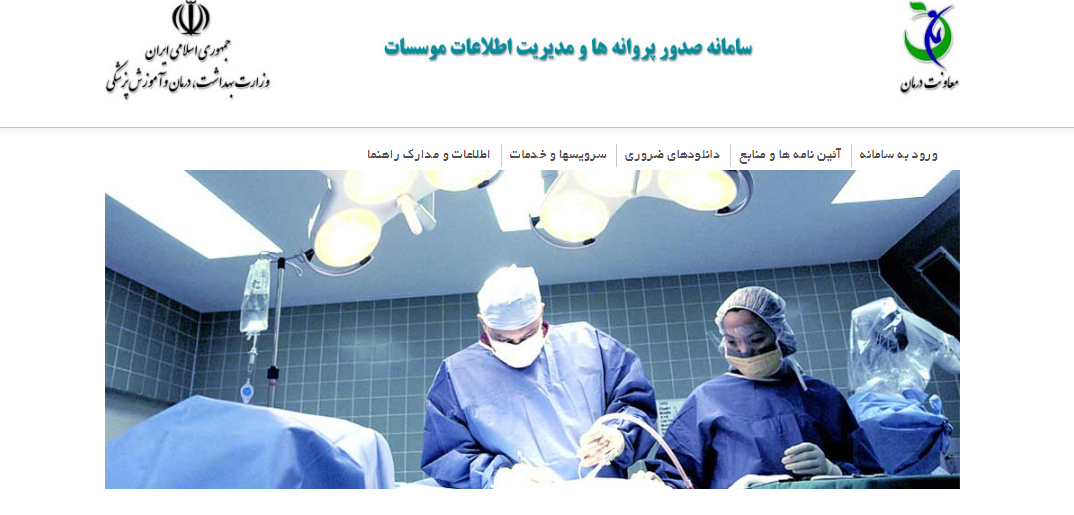 جمهوری اسلامی ایران
وزارت بهداشت، درمان و آموزش پزشکی
سامانه صدور پروانه ها و مدیریت اطلاعات موسسات
معاونت درمان
ورود به سامانه
آئین نامه ها و منابع
دانلودهای ضروری
سرویسها و خدمات
اطلاعات و مدارک راهنما